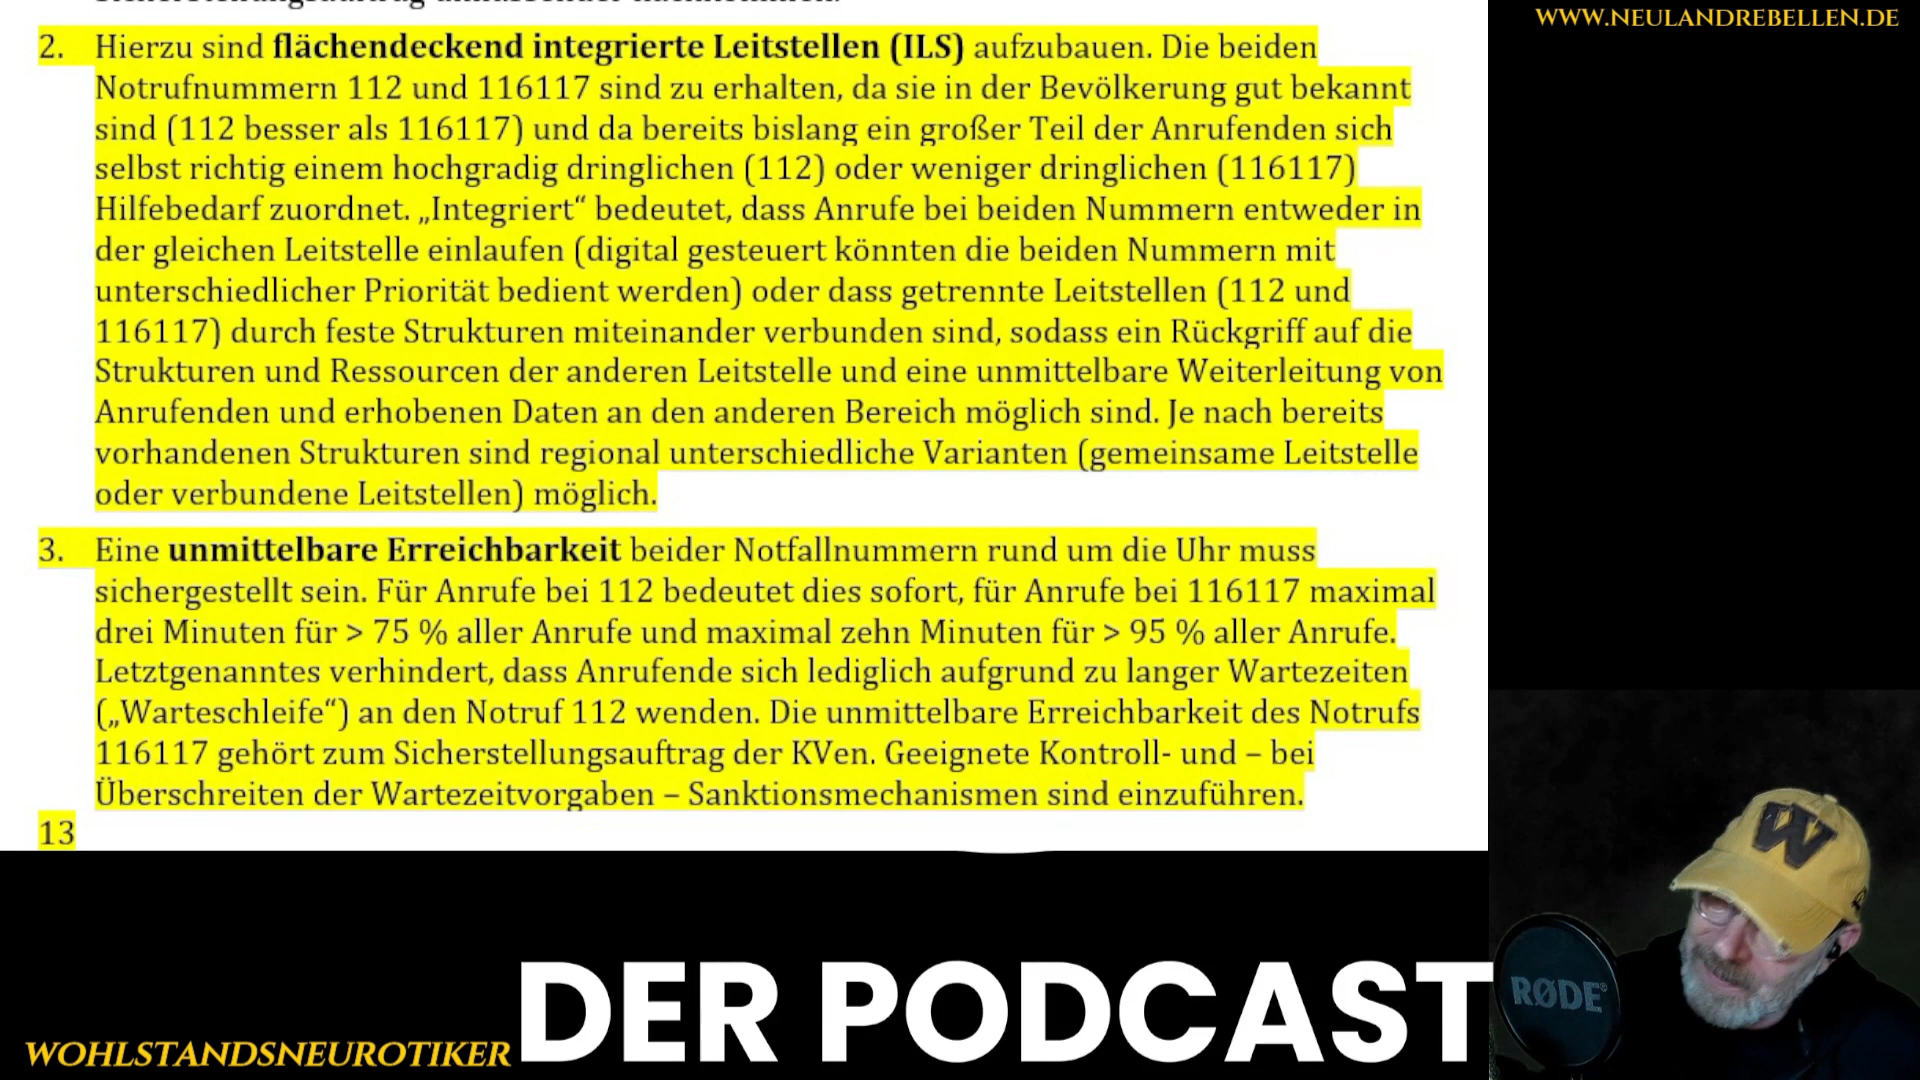 WWW.NEULANDREBELLEN.DE
2. Hierzu sind flächendeckend integrierte Leitstellen (ILS) aufzubauen. Die beiden
Notrufnummern 112 und 116117 sind zu erhalten, da sie in der Bevölkerung gut bekannt
sind (112 besser als 116117) und da bereits bislang ein großer Teil der Anrufenden sich
selbst richtig einem hochgradig dringlichen (112) oder weniger dringlichen (116117)
Hilfebedarf zuordnet. „Integriert“ bedeutet, dass Anrufe bei beiden Nummern entweder in
der gleichen Leitstelle einlaufen (digital gesteuert könnten die beiden Nummern mit
unterschiedlicher Priorität bedient werden) oder dass getrennte Leitstellen (112 und
116117) durch feste Strukturen miteinander verbunden sind, sodass ein Rückgriff auf die
Strukturen und Ressourcen der anderen Leitstelle und eine unmittelbare Weiterleitung von
Anrufenden und erhobenen Daten an den anderen Bereich möglich sind. Je nach bereits
vorhandenen Strukturen sind regional unterschiedliche Varianten (gemeinsame Leitstelle
oder verbundene Leitstellen) möglich.
3. Eine unmittelbare Erreichbarkeit beider Notfallnummern rund um die Uhr muss
sichergestellt sein. Für Anrufe bei 112 bedeutet dies sofort, für Anrufe bei 116117 maximal
drei Minuten für > 75 % aller Anrufe und maximal zehn Minuten für > 95 % aller Anrufe.
Letztgenanntes verhindert, dass Anrufende sich lediglich aufgrund zu langer Wartezeiten
(„Warteschleife“) an den Notruf 112 wenden. Die unmittelbare Erreichbarkeit des Notrufs
116117 gehört zum Sicherstellungsauftrag der KVen. Geeignete Kontroll- und – bei
Überschreiten der Wartezeitvorgaben – Sanktionsmechanismen sind einzuführen.
13
W
RØDE
WOHLSTANDSNEUROTIKER
DER PODCAST